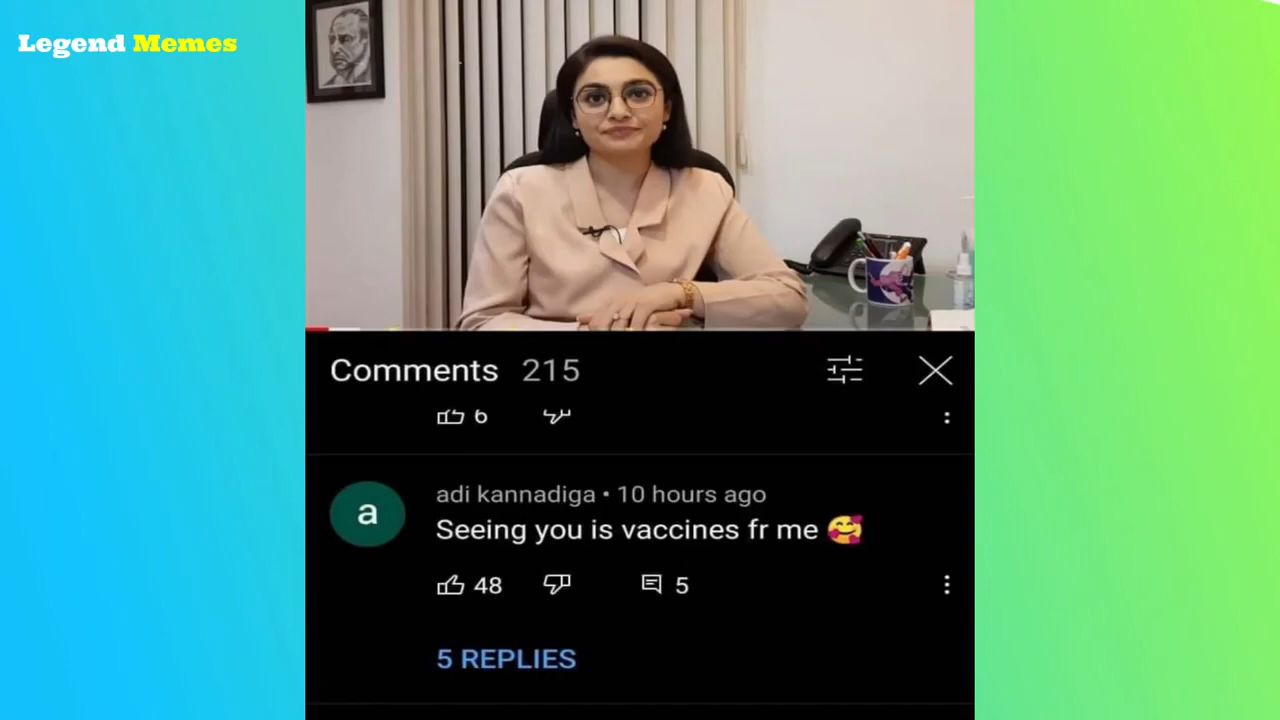 Legend Memes
Comments 215
6
adi kannadiga • 10 hours ago
a
Seeing you is vaccines fr me 🥰
48 5
5 REPLIES